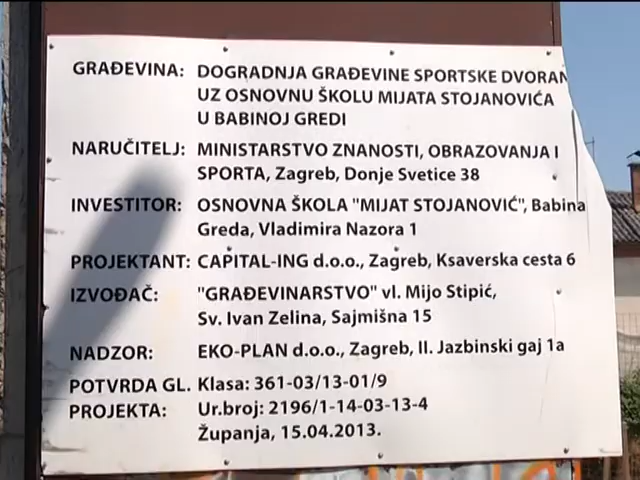 GRAĐEVINA: DOGRADNJA GRAĐEVINE SPORTSKE DVORAN
UZ OSNOVNU ŠKOLU MIJATA STOJANOVIĆA
U BABINOJ GREDI
NARUČITELJ: MINISTARSTVO ZNANOSTI, OBRAZOVANJA I
SPORTA, Zagreb, Donje Svetice 38
INVESTITOR: OSNOVNA ŠKOLA "MIJAT STOJANOVIĆ", Babina
Greda, Vladimira Nazora 1
PROJEKTANT: CAPITAL-ING d.o.o., Zagreb, Ksaverska cesta 6
IZVOĐAČ: "GRAĐEVINARSTVO" vl. Mijo Stipić,
Sv. Ivan Zelina, Sajmišna 15
NADZOR: EKO-PLAN d.o.o., Zagreb, II. Jazbinski gaj 1a
POTVRDA GL. Klasa: 361-03/13-01/9
PROJEKTA: Ur.broj: 2196/1-14-03-13-4
Županja, 15.04.2013.